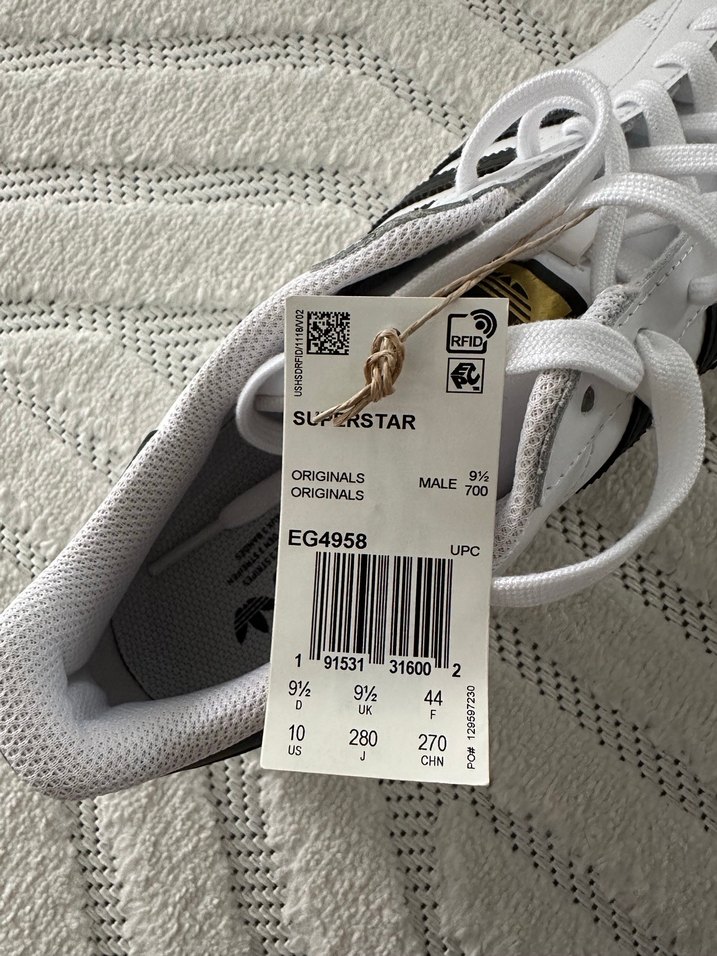 USHSDRFID/1118/V02
RFID
EPC
SUPERSTAR
ORIGINALS
ORIGINALS
MALE 9½
700
EG4958
UPC
1 91531 31600 2
9½ 9½ 44
D UK F
10 280 270
US J CHN
PO# 129597230